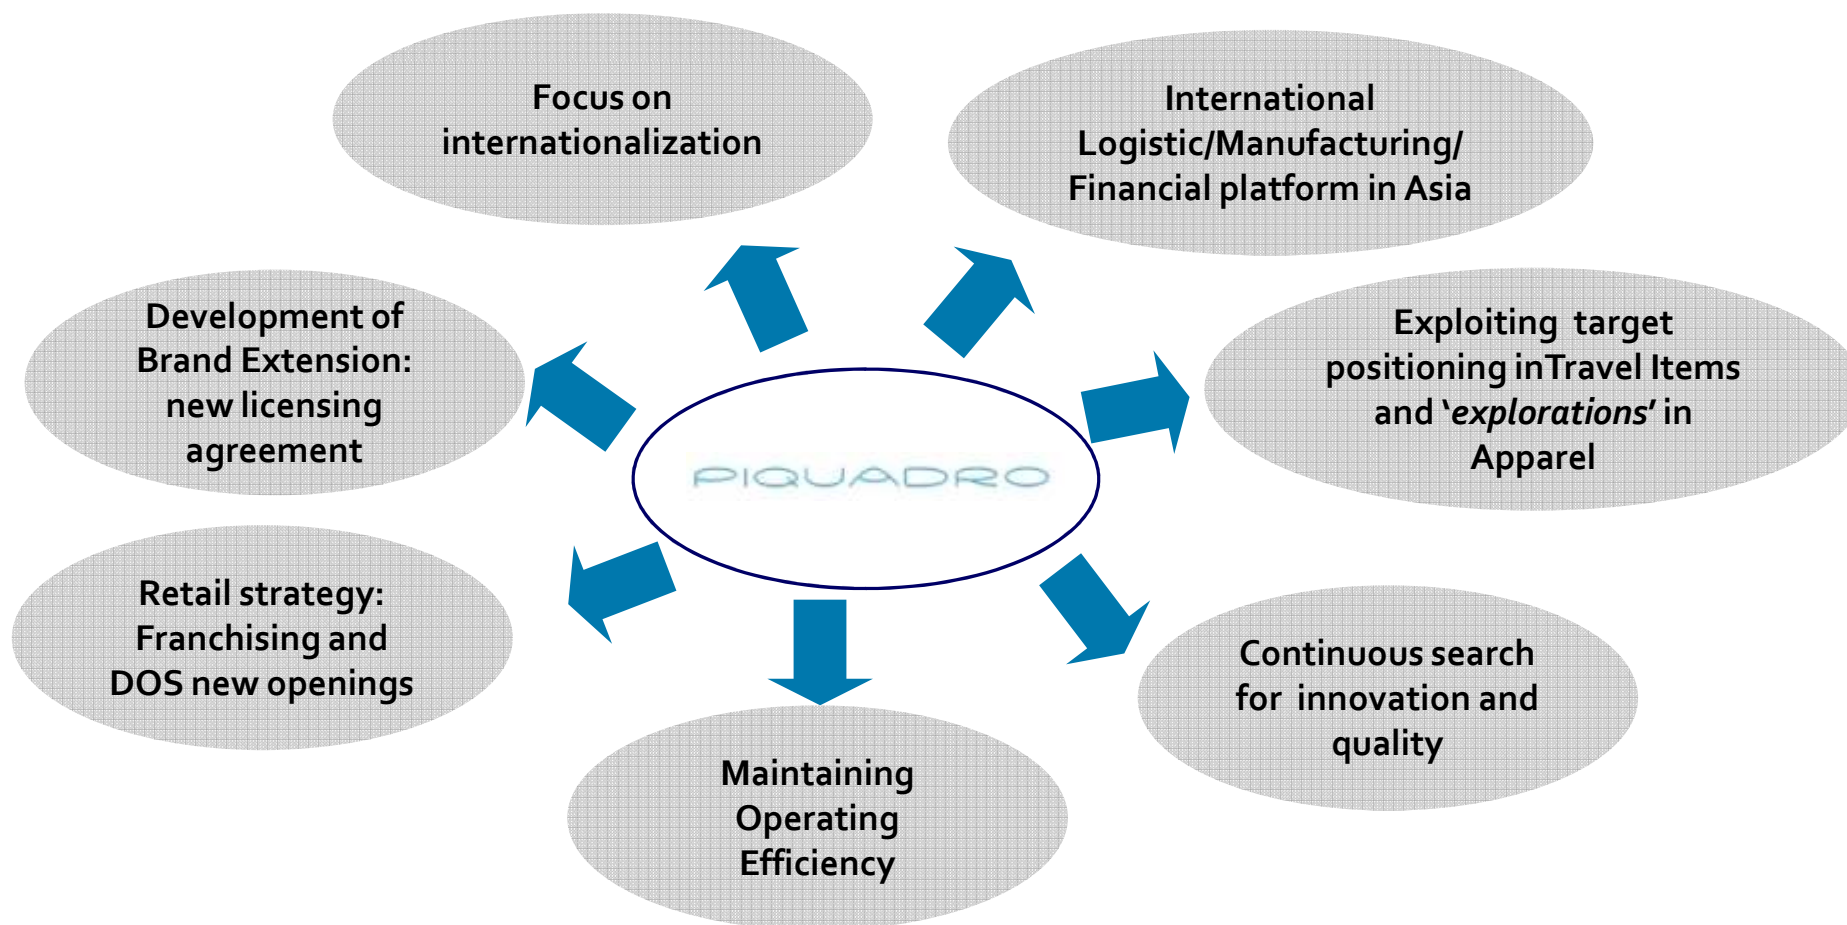 Focus on
internationalization
International
Logistic/Manufacturing/
Financial platform in Asia
Development of
Brand Extension:
new licensing
agreement
Exploiting  target
positioning inTravel Items
and ‘explorations’ in
Apparel
PIQUADRO
Retail strategy:
Franchising and
DOS new openings
Continuous search
for  innovation and
quality
Maintaining
Operating
Efficiency